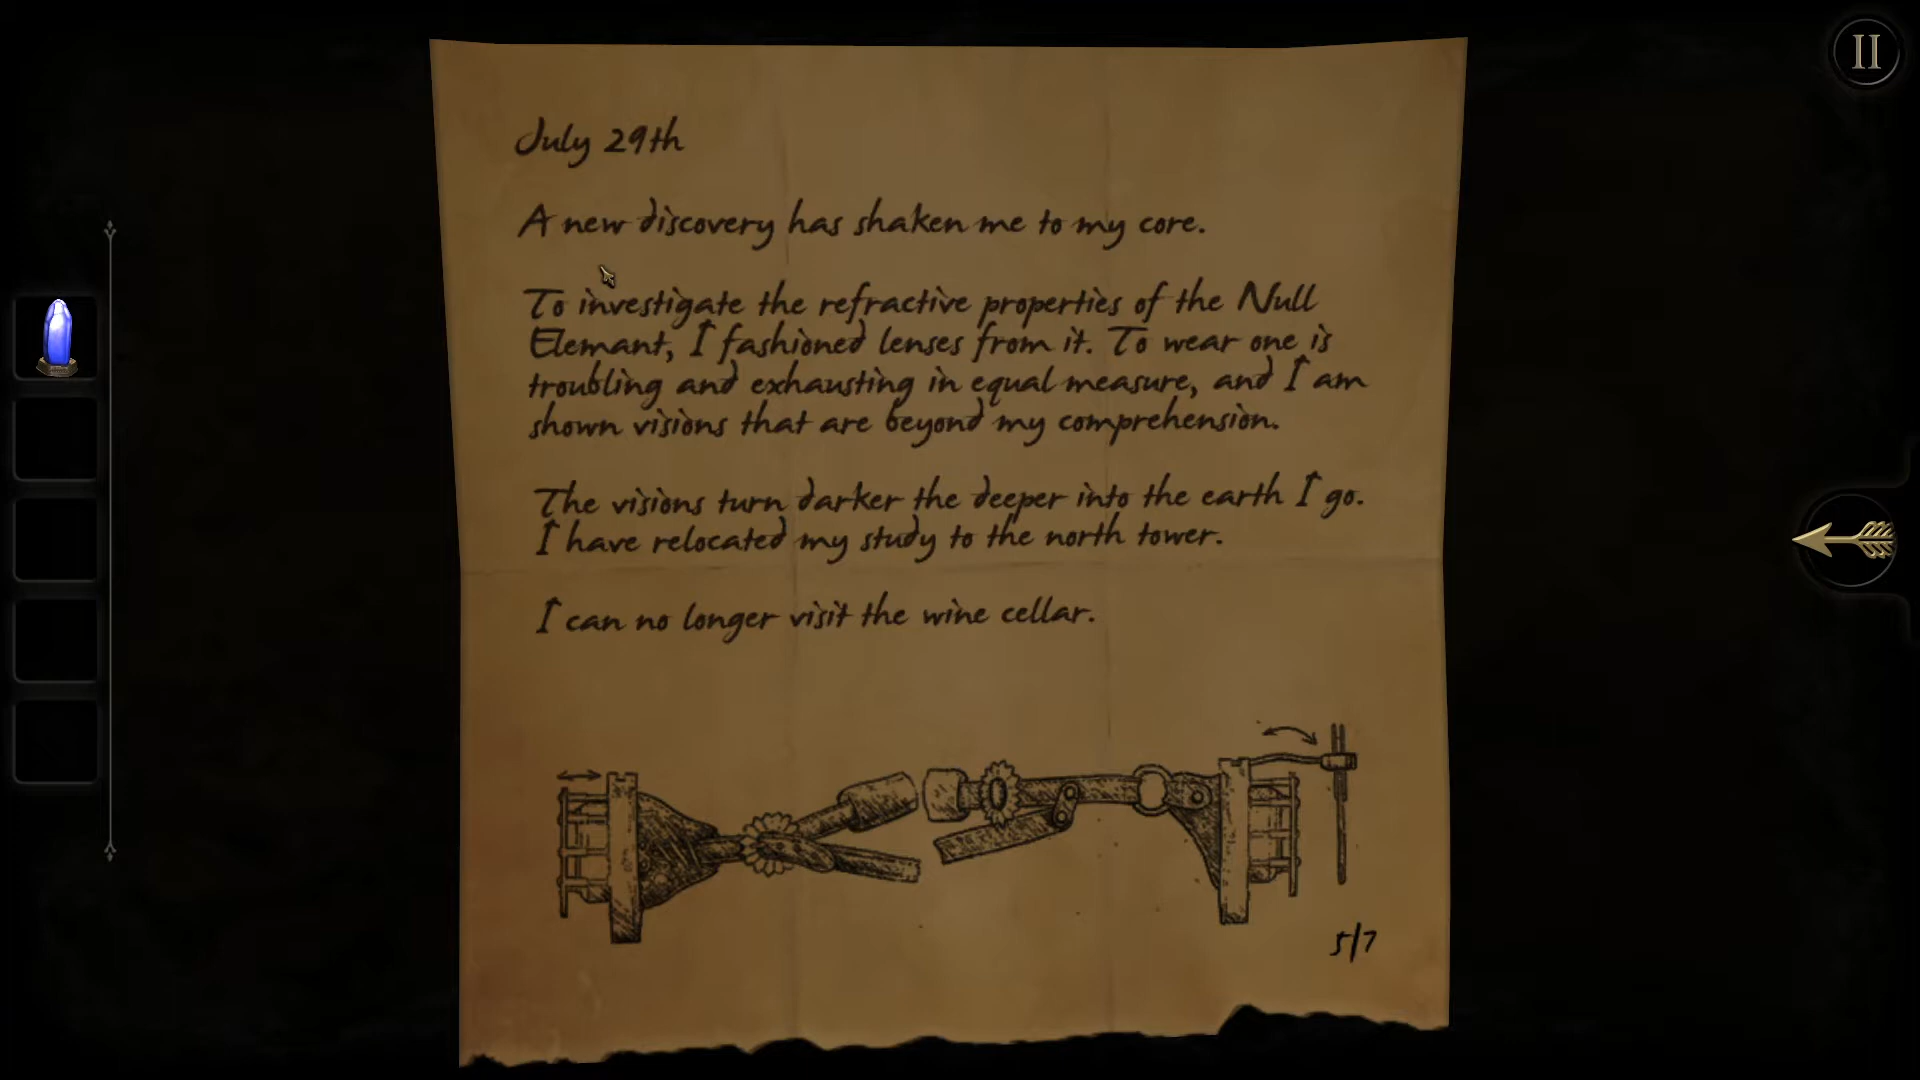 July 29th
A new discovery has shaken me to my core.
To investigate the refractive properties of the Null
Elemant, I fashioned lenses from it. To wear one is
troubling and exhausting in equal measure, and I am
shown visions that are beyond my comprehension.
The visions turn darker the deeper into the earth I go.
I have relocated my study to the north tower.
I can no longer visit the wine cellar.
5/7